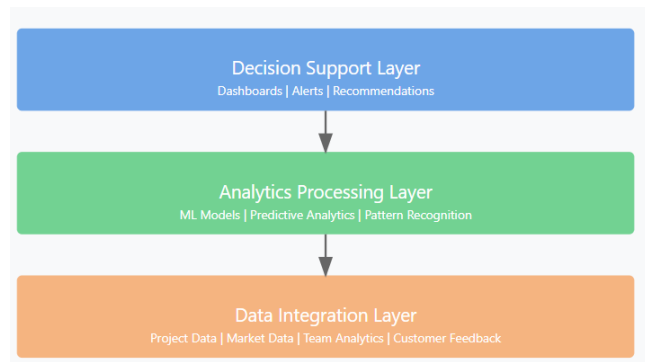 Decision Support Layer
Dashboards | Alerts | Recommendations
Analytics Processing Layer
ML Models | Predictive Analytics | Pattern Recognition
Data Integration Layer
Project Data | Market Data | Team Analytics | Customer Feedback